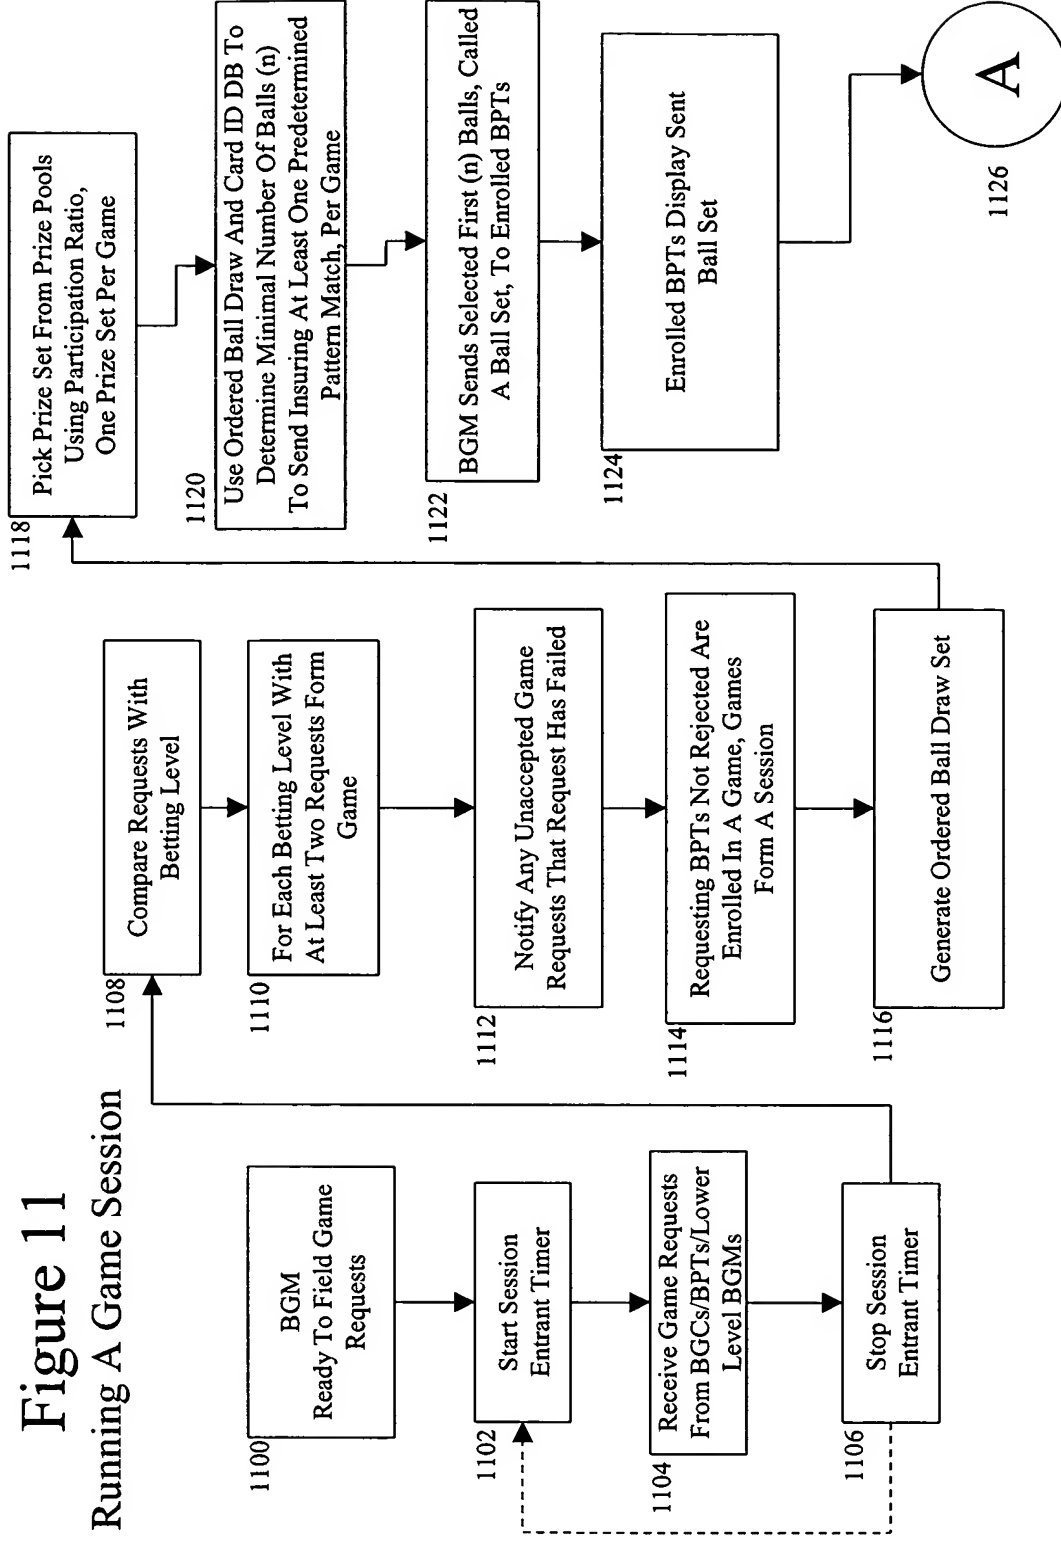 Figure 11
Running A Game Session
1100
BGM
Ready To Field Game
Requests
1102
Start Session
Entrant Timer
1104
Receive Game Requests
From BGCs/BPTs/Lower
Level BGMs
1106
Stop Session
Entrant Timer
1108
Compare Requests With
Betting Level
1110
For Each Betting Level With
At Least Two Requests Form
Game
1112
Notify Any Unaccepted Game
Requests That Request Has Failed
1114
Requesting BPTs Not Rejected Are
Enrolled In A Game, Games
Form A Session
1116
Generate Ordered Ball Draw Set
1118
Pick Prize Set From Prize Pools
Using Participation Ratio,
One Prize Set Per Game
1120
Use Ordered Ball Draw And Card ID DB To
Determine Minimal Number Of Balls (n)
To Send Insuring At Least One Predetermined
Pattern Match, Per Game
1122
BGM Sends Selected First (n) Balls, Called
A Ball Set, To Enrolled BPTs
1124
Enrolled BPTs Display Sent
Ball Set
A
1126